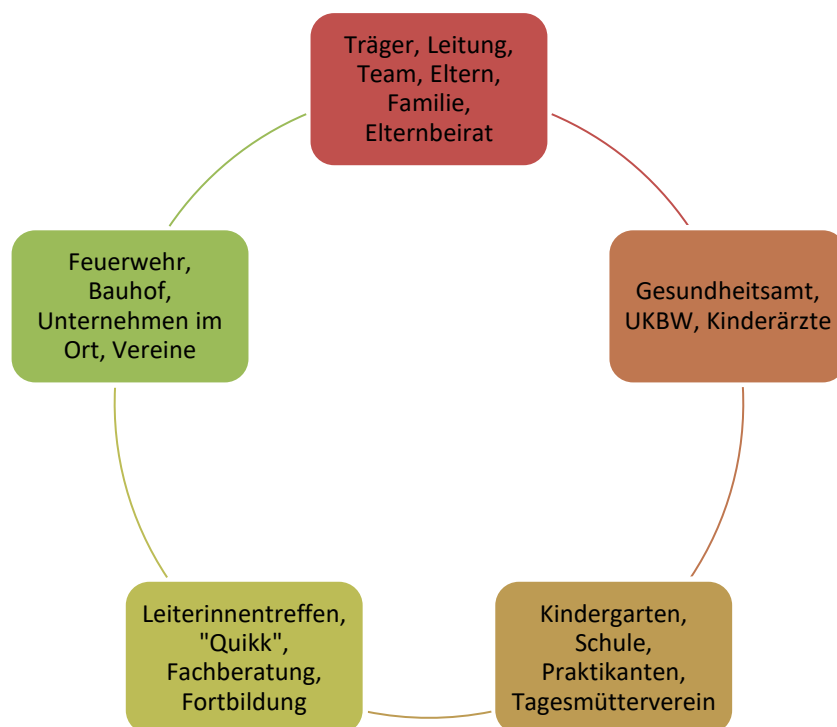 Träger, Leitung,
Team, Eltern,
Familie,
Elternbeirat
Gesundheitsamt,
UKBW, Kinderärzte
Kindergarten,
Schule,
Praktikanten,
Tagesmütterverein
Leiterinnentreffen,
"Quikk",
Fachberatung,
Fortbildung
Feuerwehr,
Bauhof,
Unternehmen im
Ort, Vereine